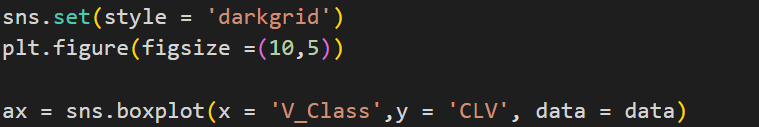 sns.set(style = 'darkgrid')
plt.figure(figsize =(10,5))
ax = sns.boxplot(x = 'V_Class',y = 'CLV', data = data)